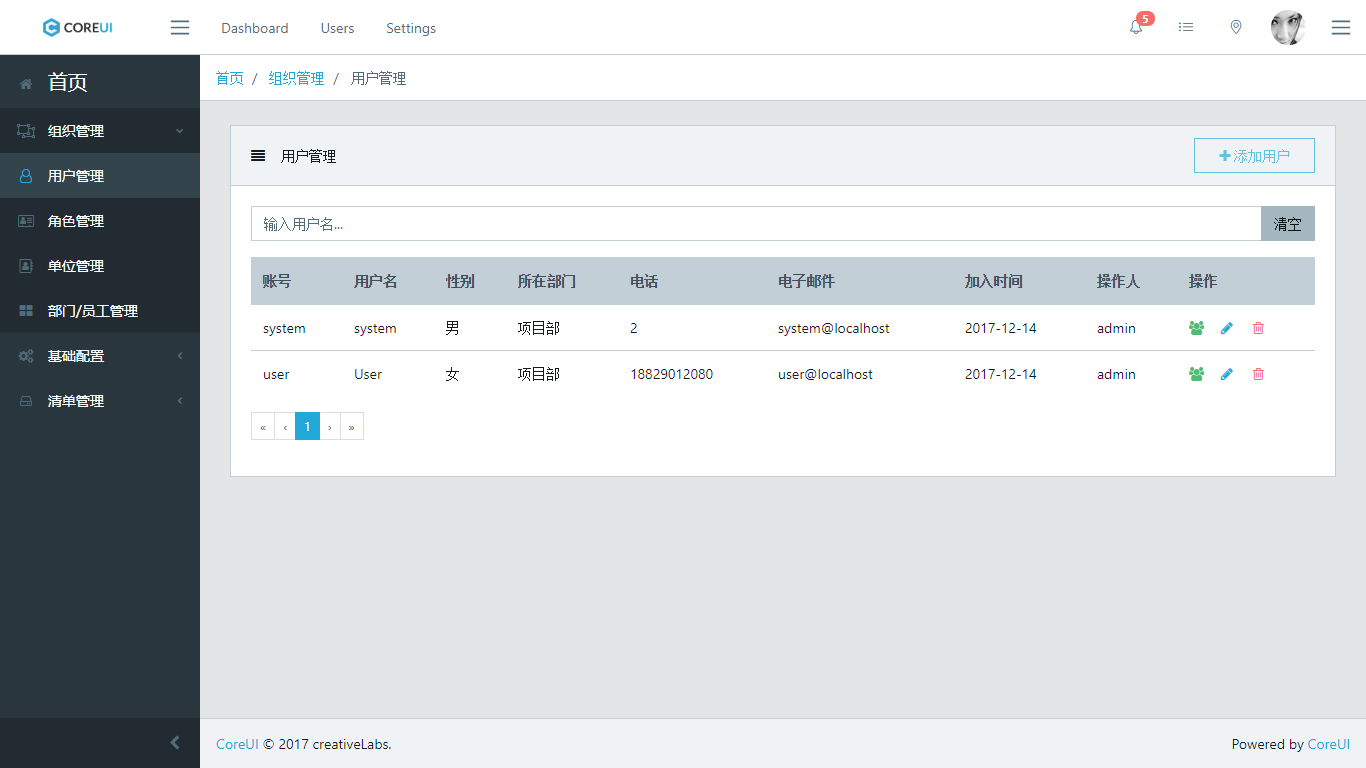 COREUI
Dashboard Users Settings
5
首页
组织管理
用户管理
角色管理
单位管理
部门/员工管理
基础配置
清单管理
首页 / 组织管理 / 用户管理
用户管理
添加用户
输入用户名...
清空
账号 用户名 性别 所在部门 电话 电子邮件 加入时间 操作人 操作
system system 男 项目部 2 system@localhost 2017-12-14 admin
user User 女 项目部 18829012080 user@localhost 2017-12-14 admin
« ‹ 1 › »
CoreUI © 2017 creativeLabs.
Powered by CoreUI